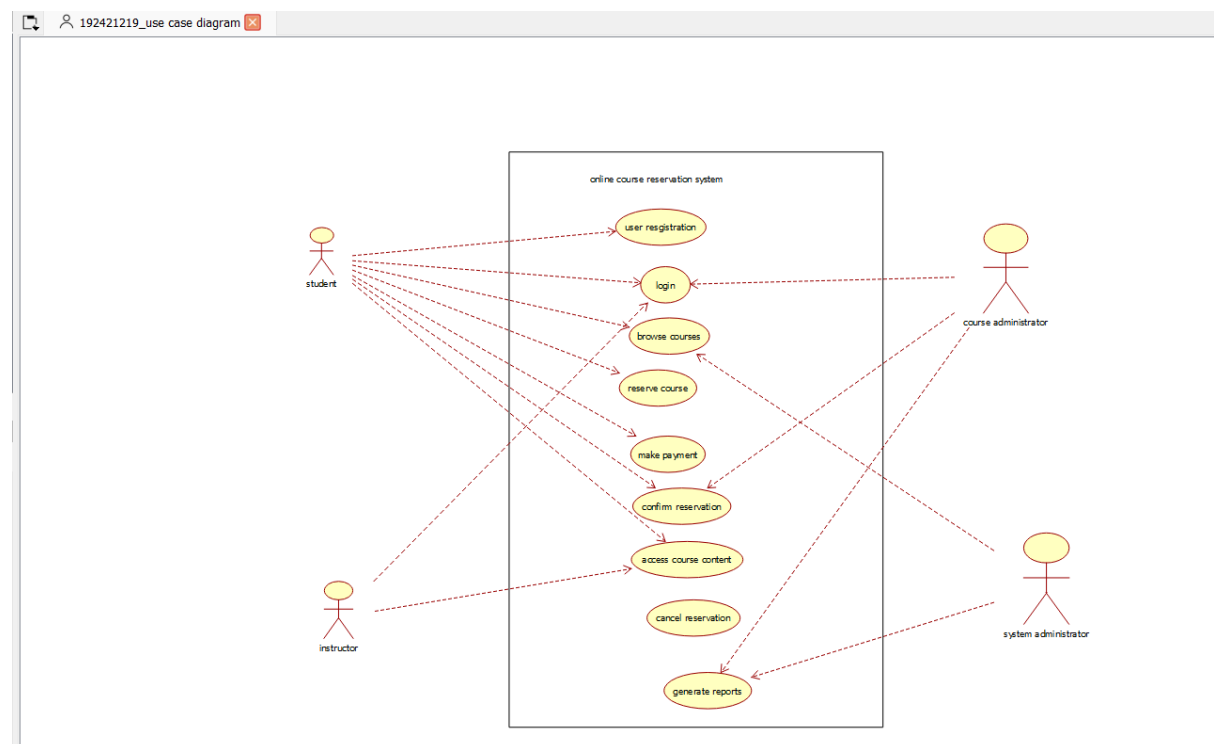 192421219_use case diagram
online course reservation system
user resgistration
student
login
course administrator
browse courses
reserve course
make payment
confirm reservation
access course content
cancel reservation
system administrator
instructor
generate reports